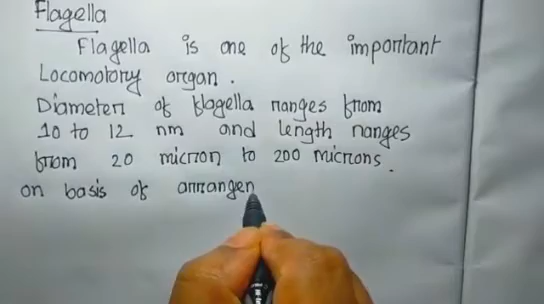 Flagella
Flagella is one of the important
Locomotory organ.
Diameter of flagella ranges from
10 to 12 nm and length ranges
from 20 micron to 200 microns.
on basis of arrangen